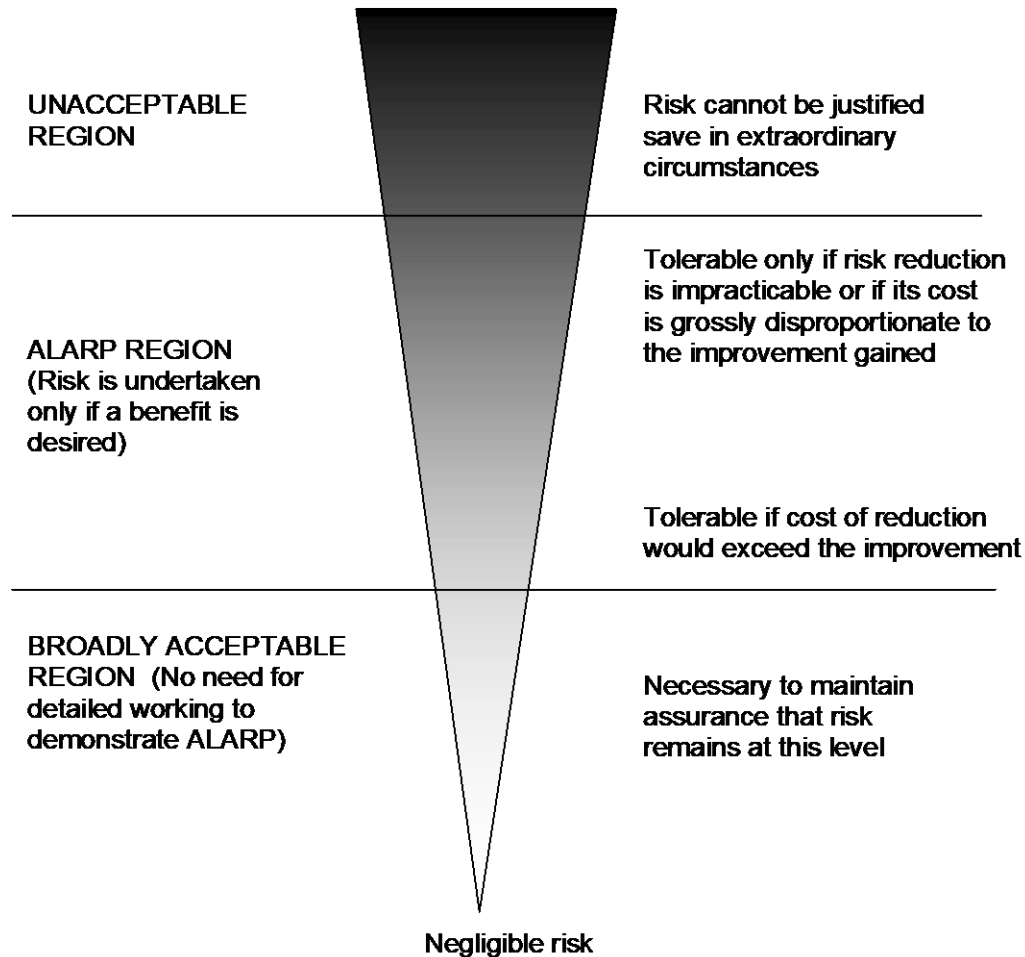 UNACCEPTABLE
REGION
Risk cannot be justified
save in extraordinary
circumstances
ALARP REGION
(Risk is undertaken
only if a benefit is
desired)
Tolerable only if risk reduction
is impracticable or if its cost
is grossly disproportionate to
the improvement gained
Tolerable if cost of reduction
would exceed the improvement
BROADLY ACCEPTABLE
REGION (No need for
detailed working to
demonstrate ALARP)
Necessary to maintain
assurance that risk
remains at this level
Negligible risk